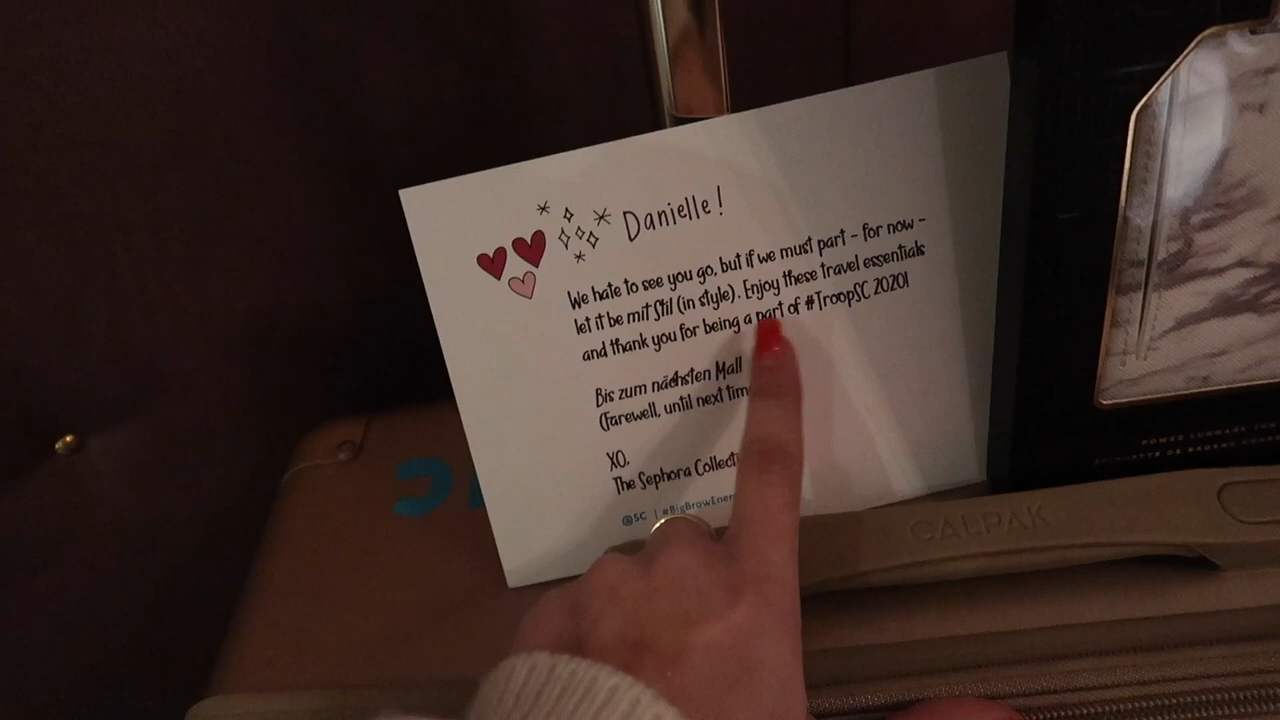 Danielle!
We hate to see you go, but if we must part - for now -
let it be mit Stil (in style). Enjoy these travel essentials
and thank you for being a part of #TroopSC 2020!
Bis zum nächsten Mall
(Farewell, until next
XO,
The Sephora
@SC | 
CALPAK
POWER LUGGAGE